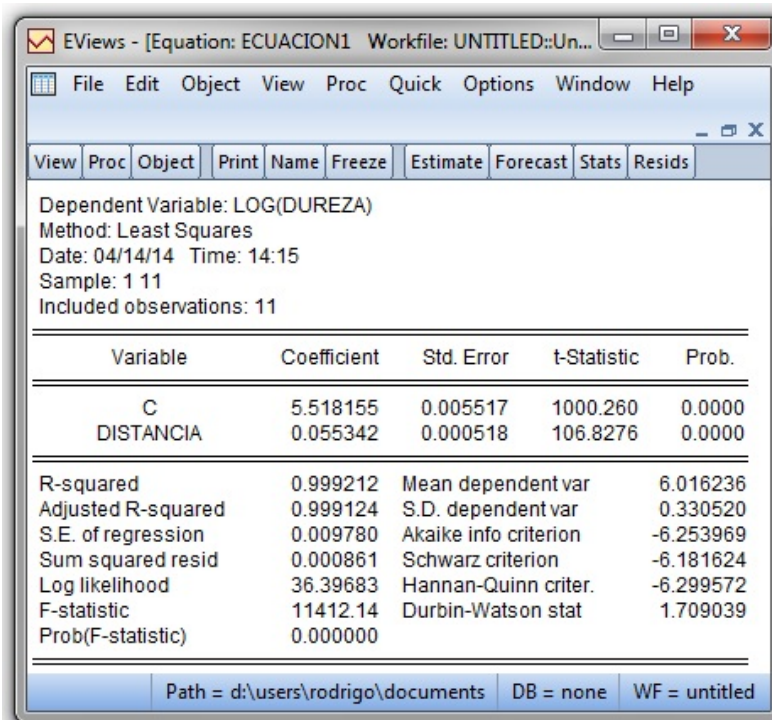 EViews - [Equation: ECUACION1 Workfile: UNTITLED::Un...
File Edit Object View Proc Quick Options Window Help
View Proc Object Print Name Freeze Estimate Forecast Stats Resids
Dependent Variable: LOG(DUREZA)
Method: Least Squares
Date: 04/14/14 Time: 14:15
Sample: 1 11
Included observations: 11
Variable Coefficient Std. Error t-Statistic Prob.
C 5.518155 0.005517 1000.260 0.0000
DISTANCIA 0.055342 0.000518 106.8276 0.0000
R-squared 0.999212 Mean dependent var 6.016236
Adjusted R-squared 0.999124 S.D. dependent var 0.330520
S.E. of regression 0.009780 Akaike info criterion -6.253969
Sum squared resid 0.000861 Schwarz criterion -6.181624
Log likelihood 36.39683 Hannan-Quinn criter. -6.299572
F-statistic 11412.14 Durbin-Watson stat 1.709039
Prob(F-statistic) 0.000000
Path = d:\users\rodrigo\documents DB = none WF = untitled